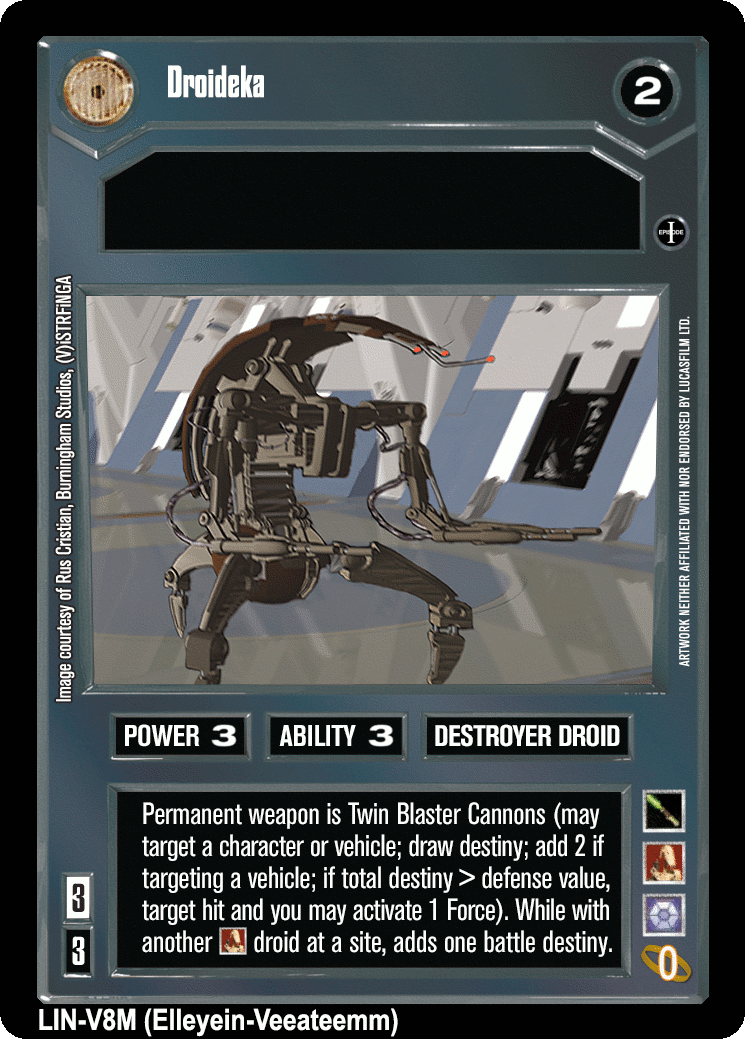 Droideka
2
EPISODE
I
Image courtesy of Rus Cristian, Burningham Studios, (V)iSTRFiNGA
ARTWORK NEITHER AFFILIATED WITH NOR ENDORSED BY LUCASFILM LTD.
POWER 3
ABILITY 3
DESTROYER DROID
Permanent weapon is Twin Blaster Cannons (may
target a character or vehicle; draw destiny; add 2 if
targeting a vehicle; if total destiny > defense value,
target hit and you may activate 1 Force). While with
another droid at a site, adds one battle destiny.
3
3
0
LIN-V8M (Elleyein-Veeateemm)